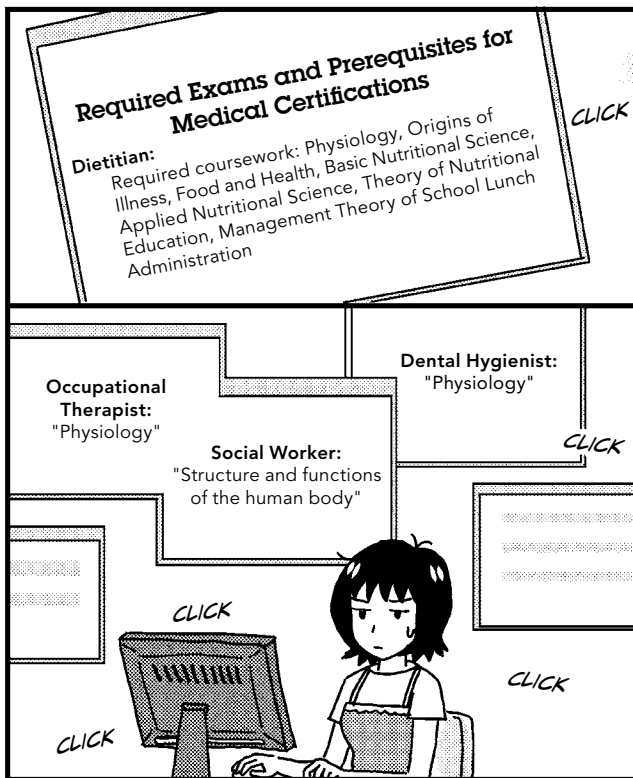 Required Exams and Prerequisites for
Medical Certifications
Dietitian:
Required coursework: Physiology, Origins of
Illness, Food and Health, Basic Nutritional Science,
Applied Nutritional Science, Theory of Nutritional
Education, Management Theory of School Lunch
Administration
CLICK
Occupational
Therapist:
"Physiology"
Dental Hygienist:
"Physiology"
Social Worker:
"Structure and functions
of the human body"
CLICK
CLICK
CLICK
CLICK